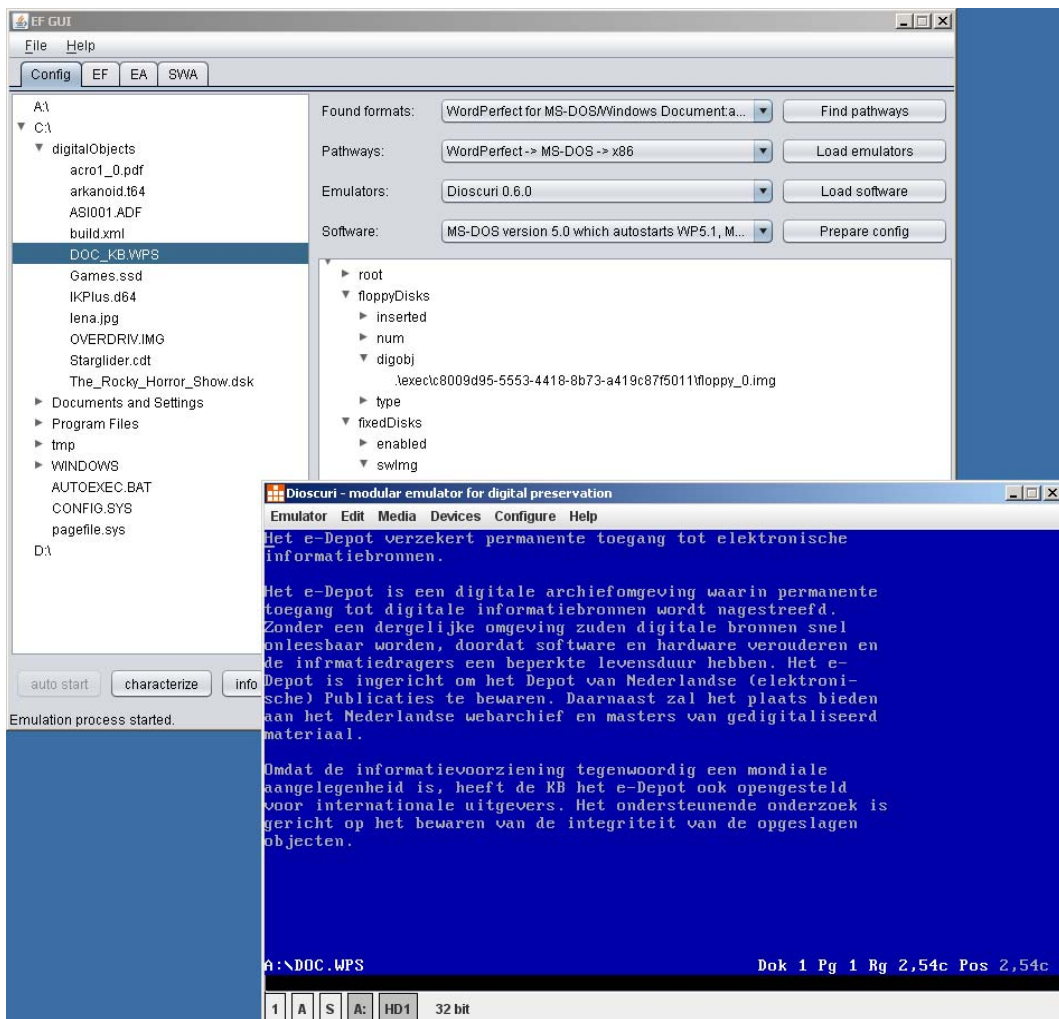 EF GUI
File Help
Config EF EA SWA
A:\
C:\
digitalObjects
acro1_0.pdf
arkanoid.t64
ASI001.ADF
build.xml
DOC_KB.WPS
Games.ssd
IKPlus.d64
lena.jpg
OVERDRIV.IMG
Starglider.cdt
The_Rocky_Horror_Show.dsk
Documents and Settings
Program Files
tmp
WINDOWS
AUTOEXEC.BAT
CONFIG.SYS
pagefile.sys
D:\
Found formats: WordPerfect for MS-DOS/Windows Document:a... Find pathways
Pathways: WordPerfect -> MS-DOS -> x86 Load emulators
Emulators: Dioscuri 0.6.0 Load software
Software: MS-DOS version 5.0 which autostarts WP5.1, M... Prepare config
root
floppyDisks
inserted
num
digobj
.\exec\c8009d95-5553-4418-8b73-a419c87f5011\floppy_0.img
type
fixedDisks
enabled
swImg
auto start characterize info
Emulation process started.
Dioscuri - modular emulator for digital preservation
Emulator Edit Media Devices Configure Help
Het e-Depot verzekert permanente toegang tot elektronische
informatiebronnen.
Het e-Depot is een digitale archiefomgeving waarin permanente
toegang tot digitale informatiebronnen wordt nagestreefd.
Zonder een dergelijke omgeving zuden digitale bronnen snel
onleesbaar worden, doordat software en hardware verouderen en
de infrmatiedragers een beperkte levensduur hebben. Het e-
Depot is ingericht om het Depot van Nederlandse (elektroni-
sche) Publicaties te bewaren. Daarnaast zal het plaats bieden
aan het Nederlandse webarchief en masters van gedigitaliseerd
materiaal.
Omdat de informatievoorziening tegenwoordig een mondiale
aangelegenheid is, heeft de KB het e-Depot ook opengesteld
voor internationale uitgevers. Het ondersteunende onderzoek is
gericht op het bewaren van de integriteit van de opgeslagen
objecten.
A:\DOC.WPS Dok 1 Pg 1 Rg 2,54c Pos 2,54c
1 A S A: HD1 32 bit